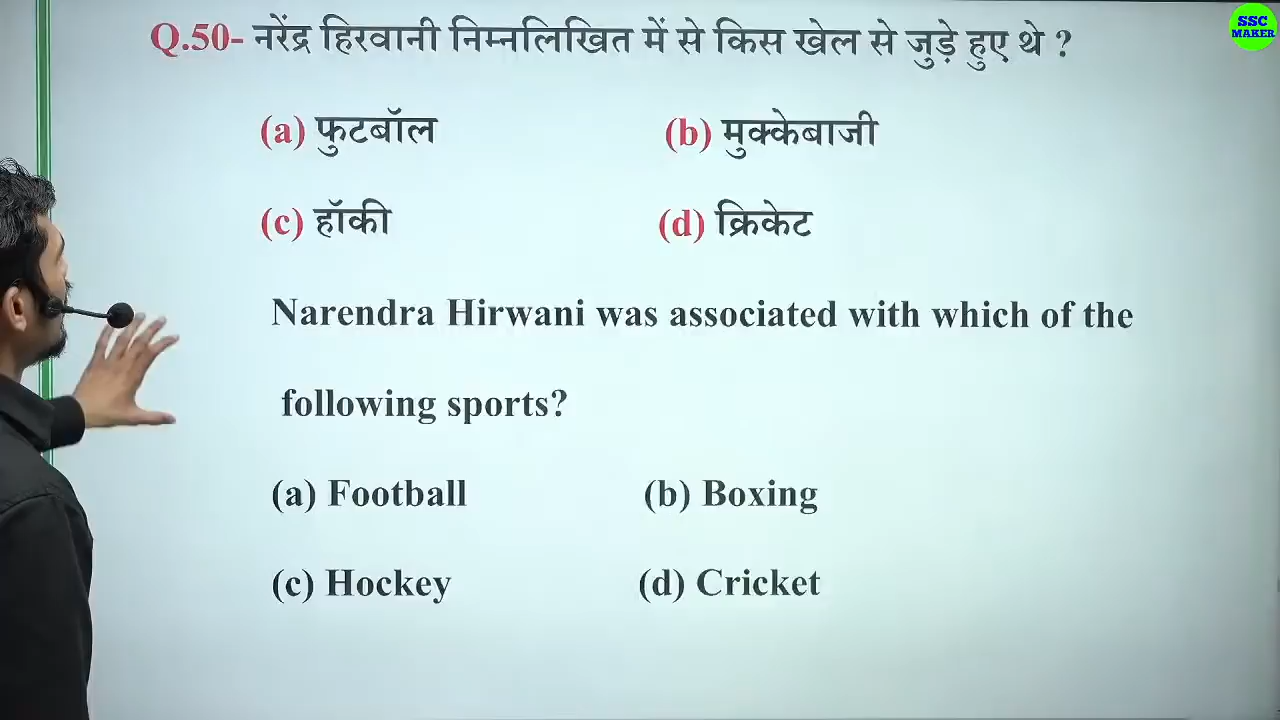 Q.50- नरेंद्र हिरवानी निम्नलिखित में से किस खेल से जुड़े हुए थे ?
SSC
MAKER
(a) फुटबॉल (b) मुक्केबाजी
(c) हॉकी (d) क्रिकेट
Narendra Hirwani was associated with which of the
following sports?
(a) Football (b) Boxing
(c) Hockey (d) Cricket